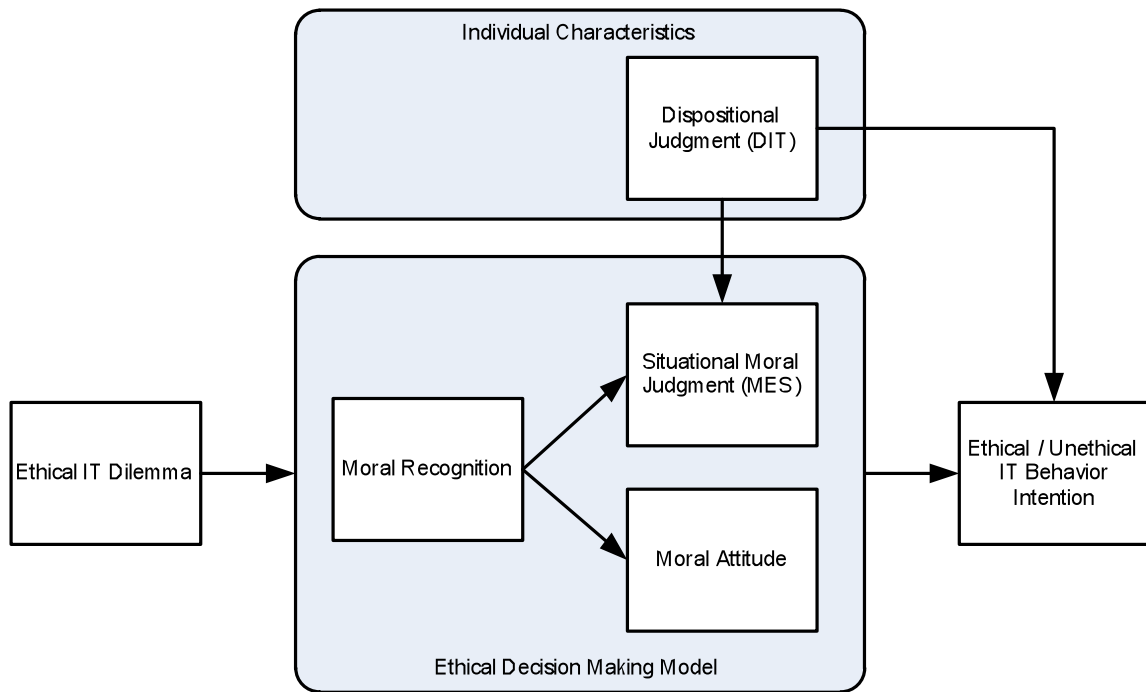 Individual Characteristics
Dispositional
Judgment (DIT)
Situational Moral
Judgment (MES)
Ethical IT Dilemma
Moral Recognition
Ethical / Unethical
IT Behavior
Intention
Moral Attitude
Ethical Decision Making Model